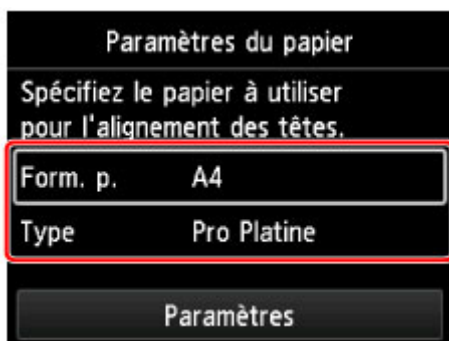 Paramètres du papier
Spécifiez le papier à utiliser
pour l'alignement des têtes.
Form. p. A4
Type Pro Platine
Paramètres